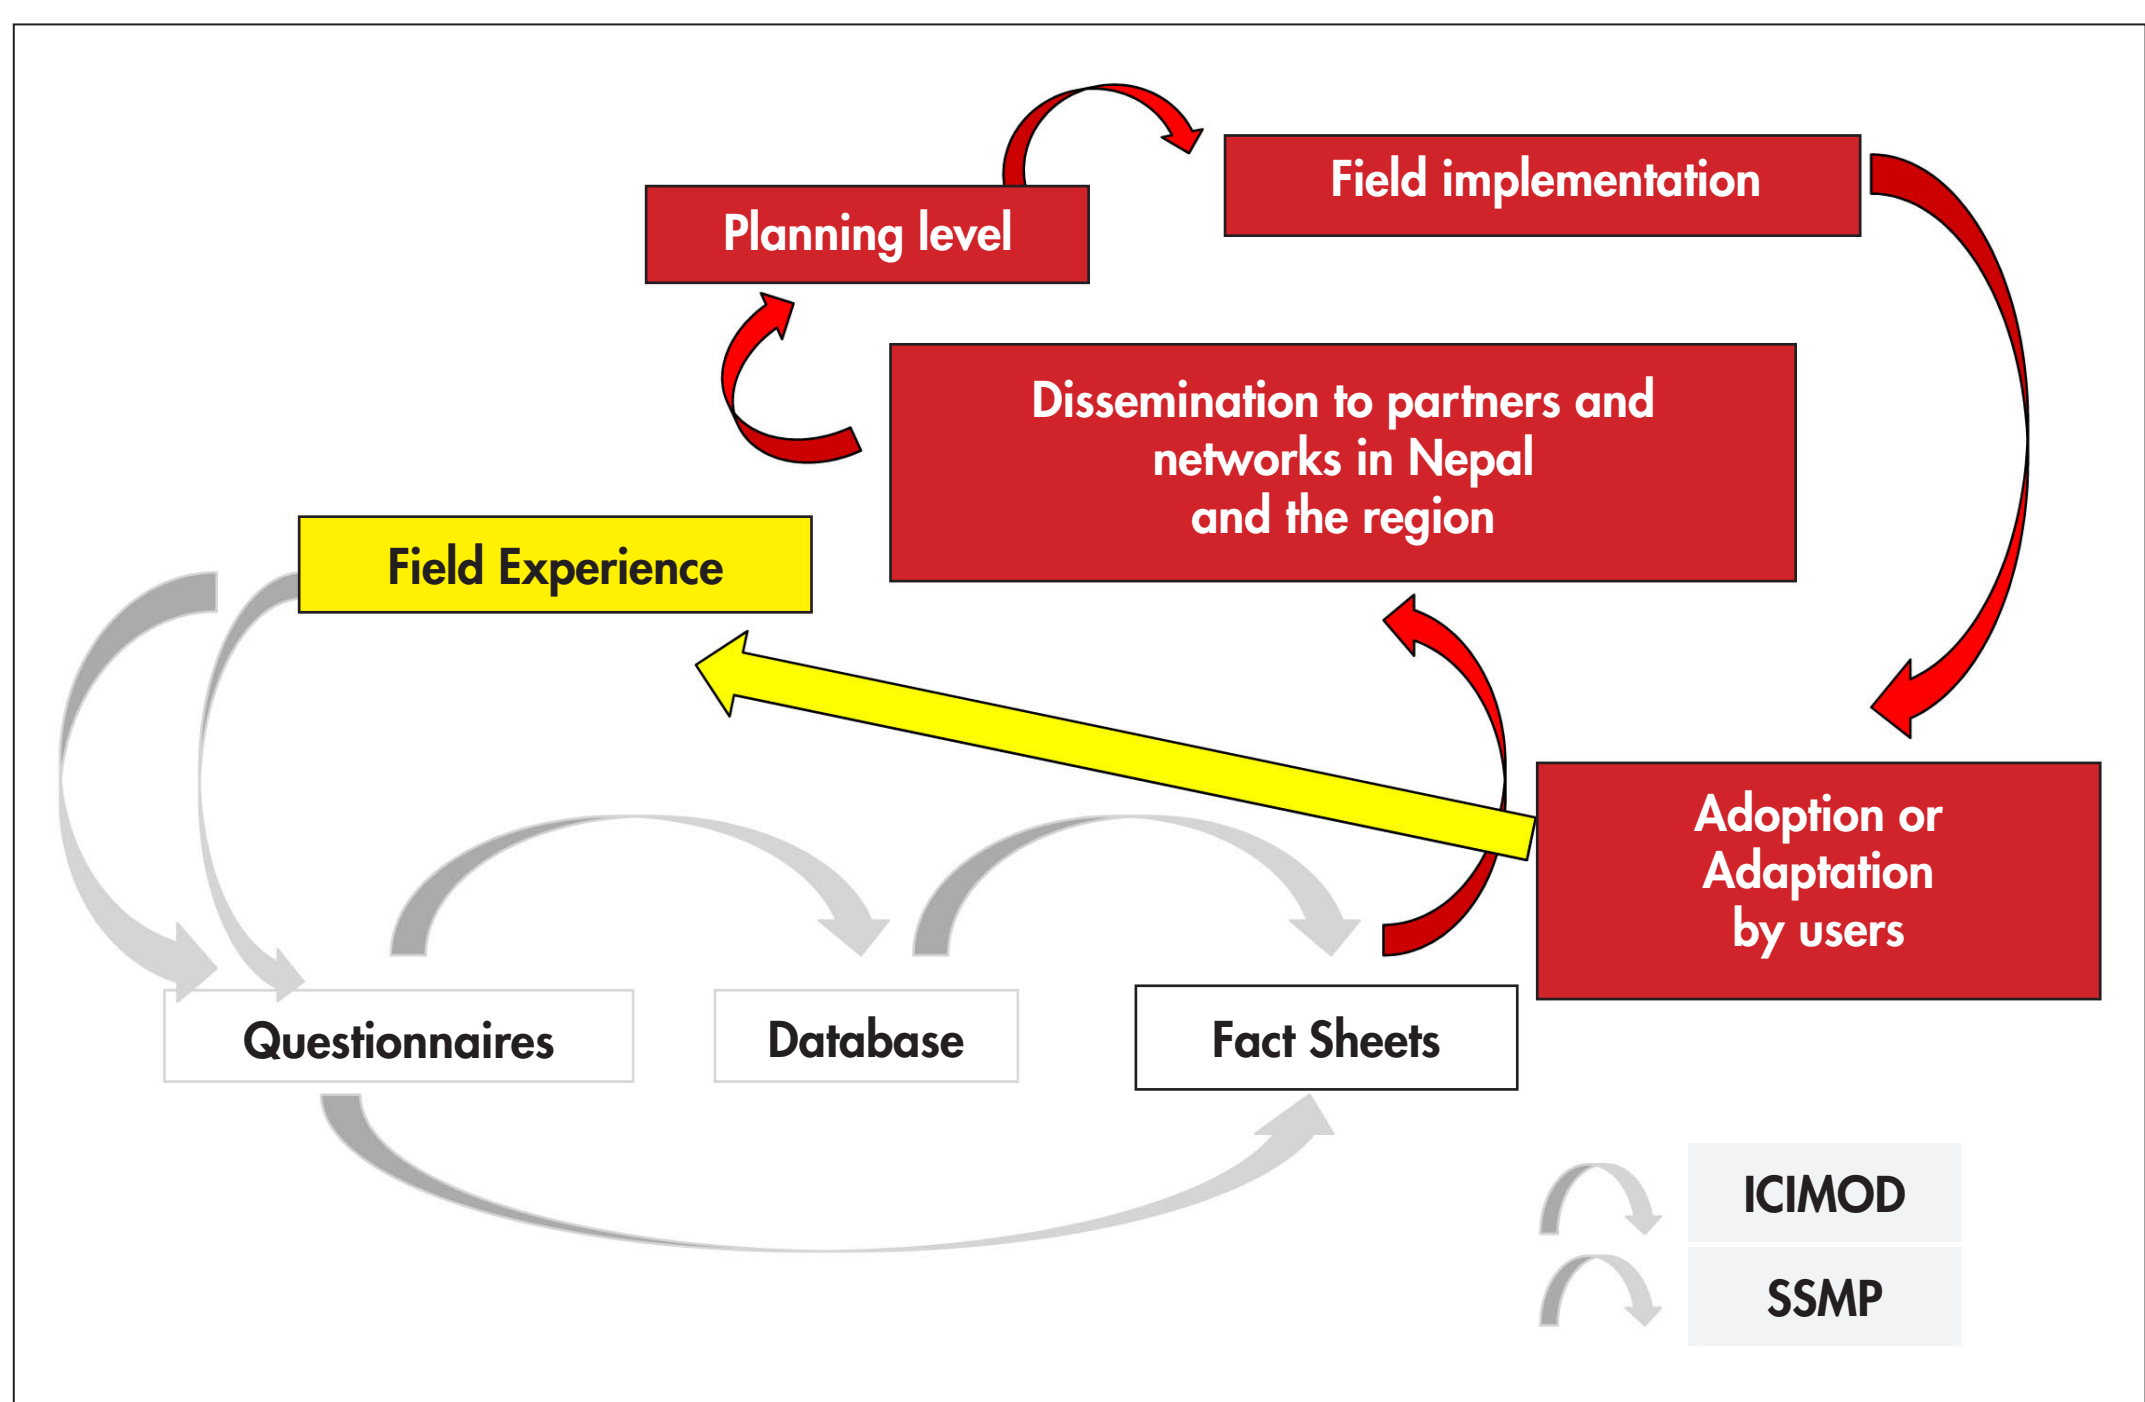 Field implementation
Planning level
Dissemination to partners and
networks in Nepal
and the region
Field Experience
Adoption or
Adaptation
by users
Questionnaires
Database
Fact Sheets
ICIMOD
SSMP